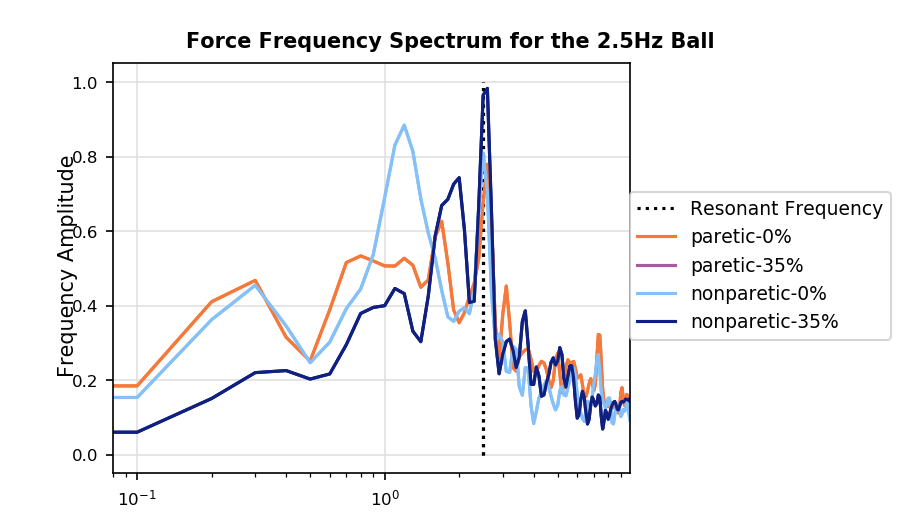 Force Frequency Spectrum for the 2.5Hz Ball
Frequency Amplitude
1.0
0.8
0.6
0.4
0.2
0.0
10⁻¹
10⁰
Resonant Frequency
paretic-0%
paretic-35%
nonparetic-0%
nonparetic-35%